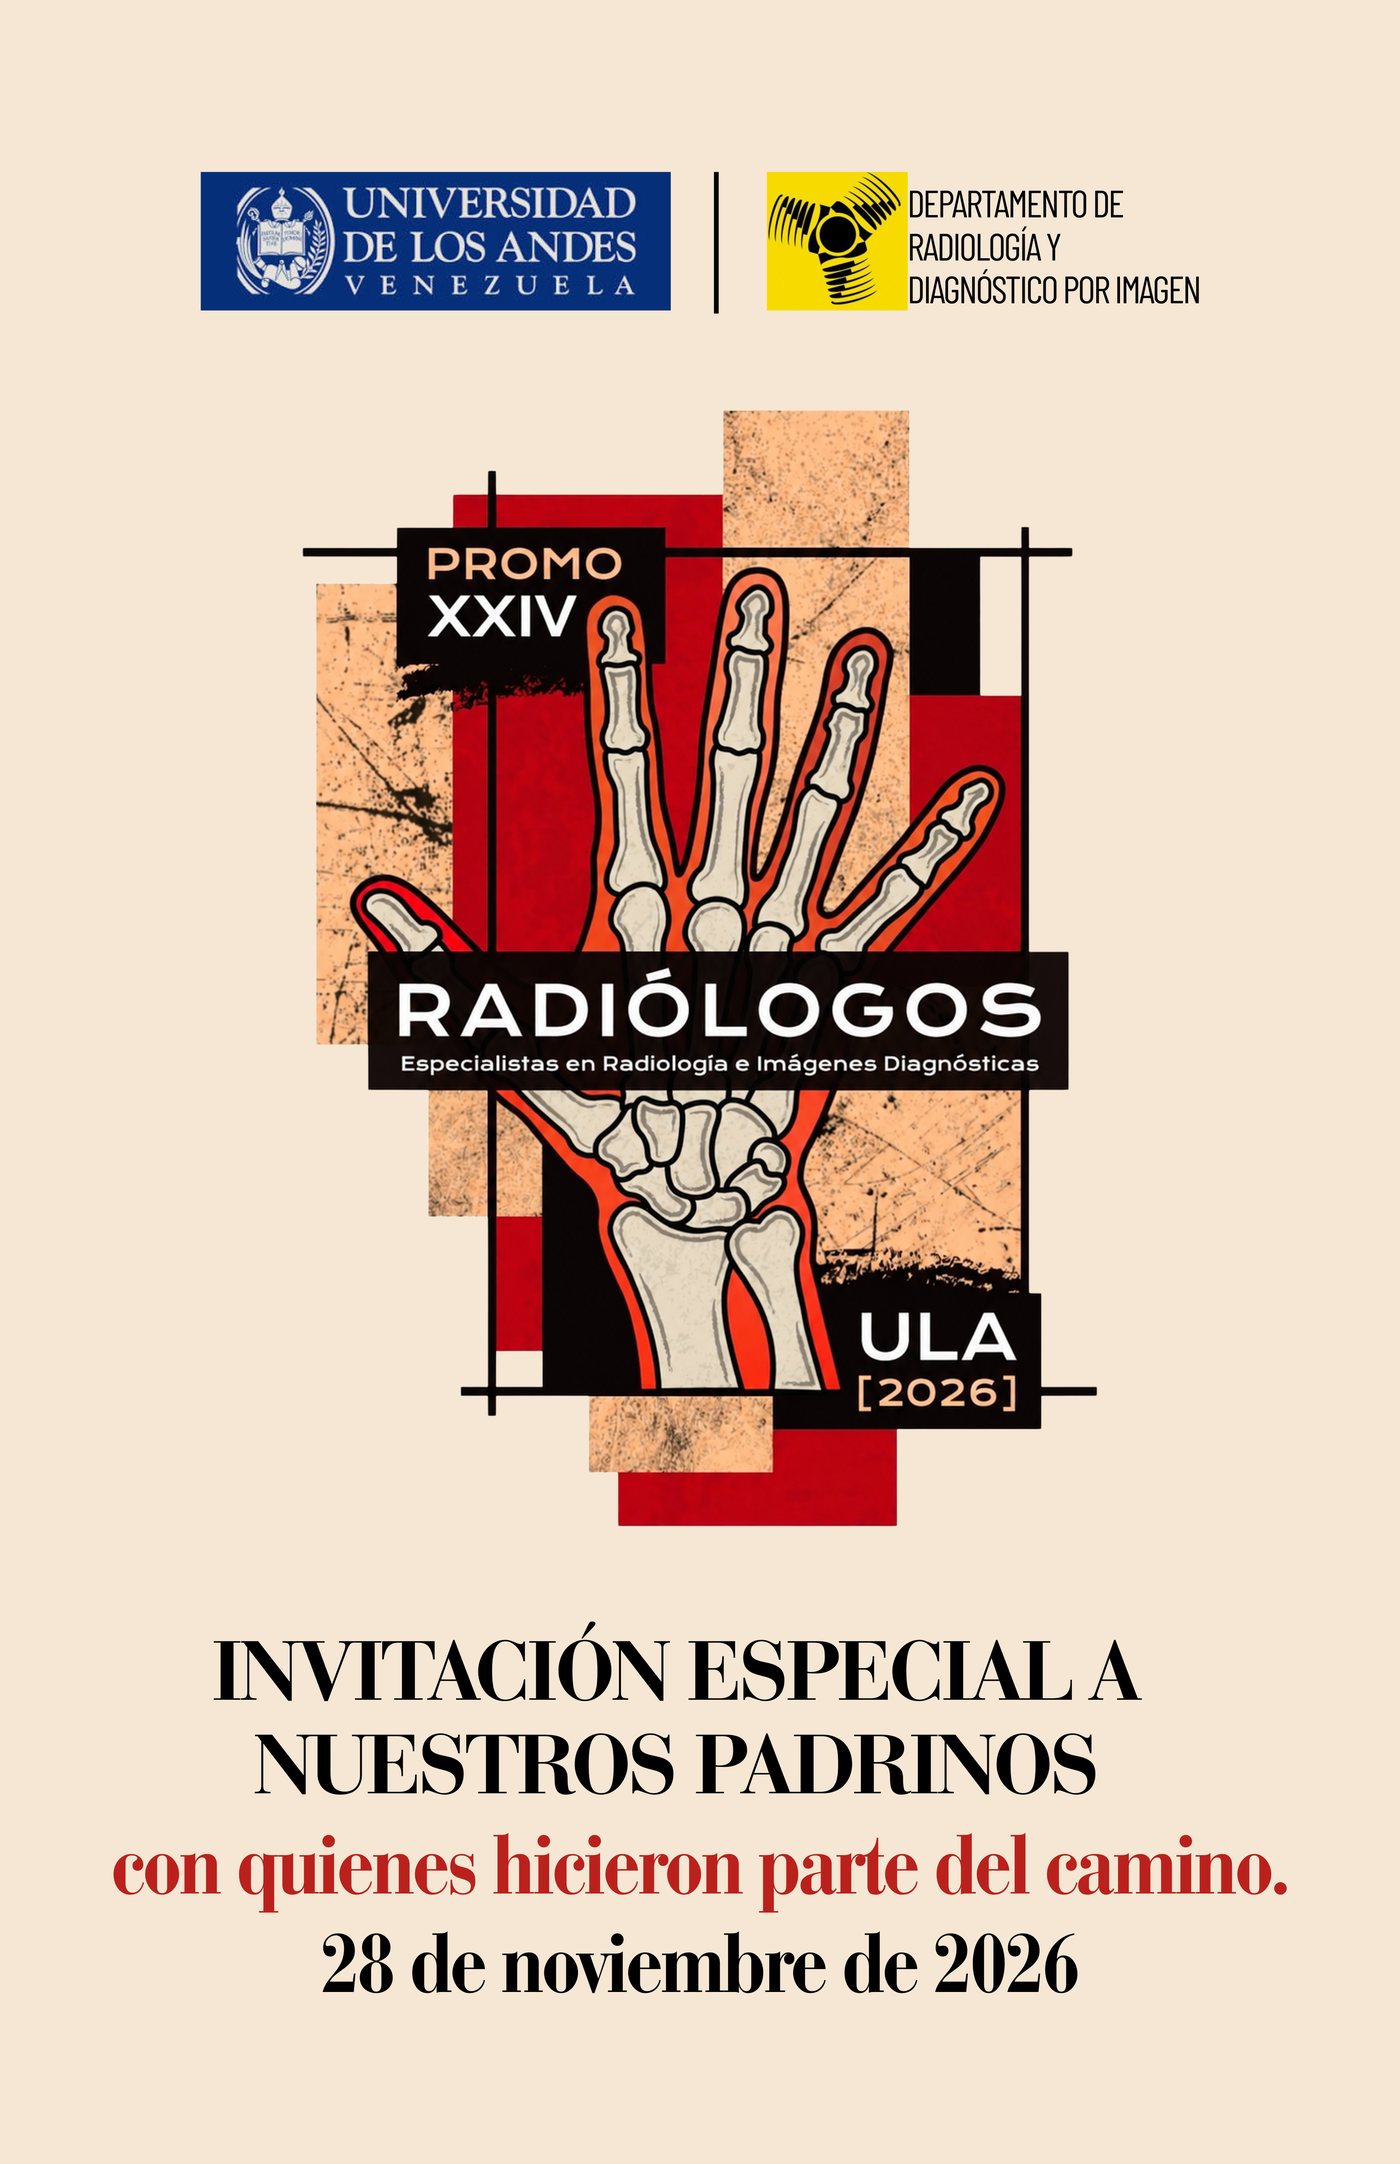 UNIVERSIDAD
DE LOS ANDES
VENEZUELA
DEPARTAMENTO DE
RADIOLOGÍA Y
DIAGNÓSTICO POR IMAGEN
PROMO
XXIV
RADIÓLOGOS
Especialistas en Radiología e Imágenes Diagnósticas
ULA
[2026]
INVITACIÓN ESPECIAL A
NUESTROS PADRINOS
con quienes hicieron parte del camino.
28 de noviembre de 2026